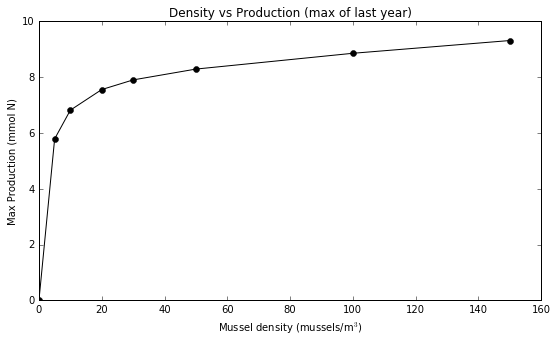 Density vs Production (max of last year)
10
8
6
4
2
0
Max Production (mmol N)
0 20 40 60 80 100 120 140 160
Mussel density (mussels/m³)